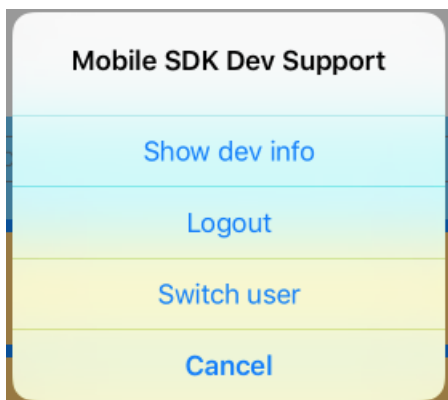 Mobile SDK Dev Support
Show dev info
Logout
Switch user
Cancel